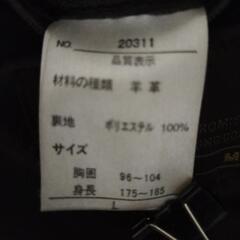 NO. 20311
品質表示
材料の種類 羊革
裏地 ポリエステル 100%
サイズ
胸囲 96-104
身長 175-185
L